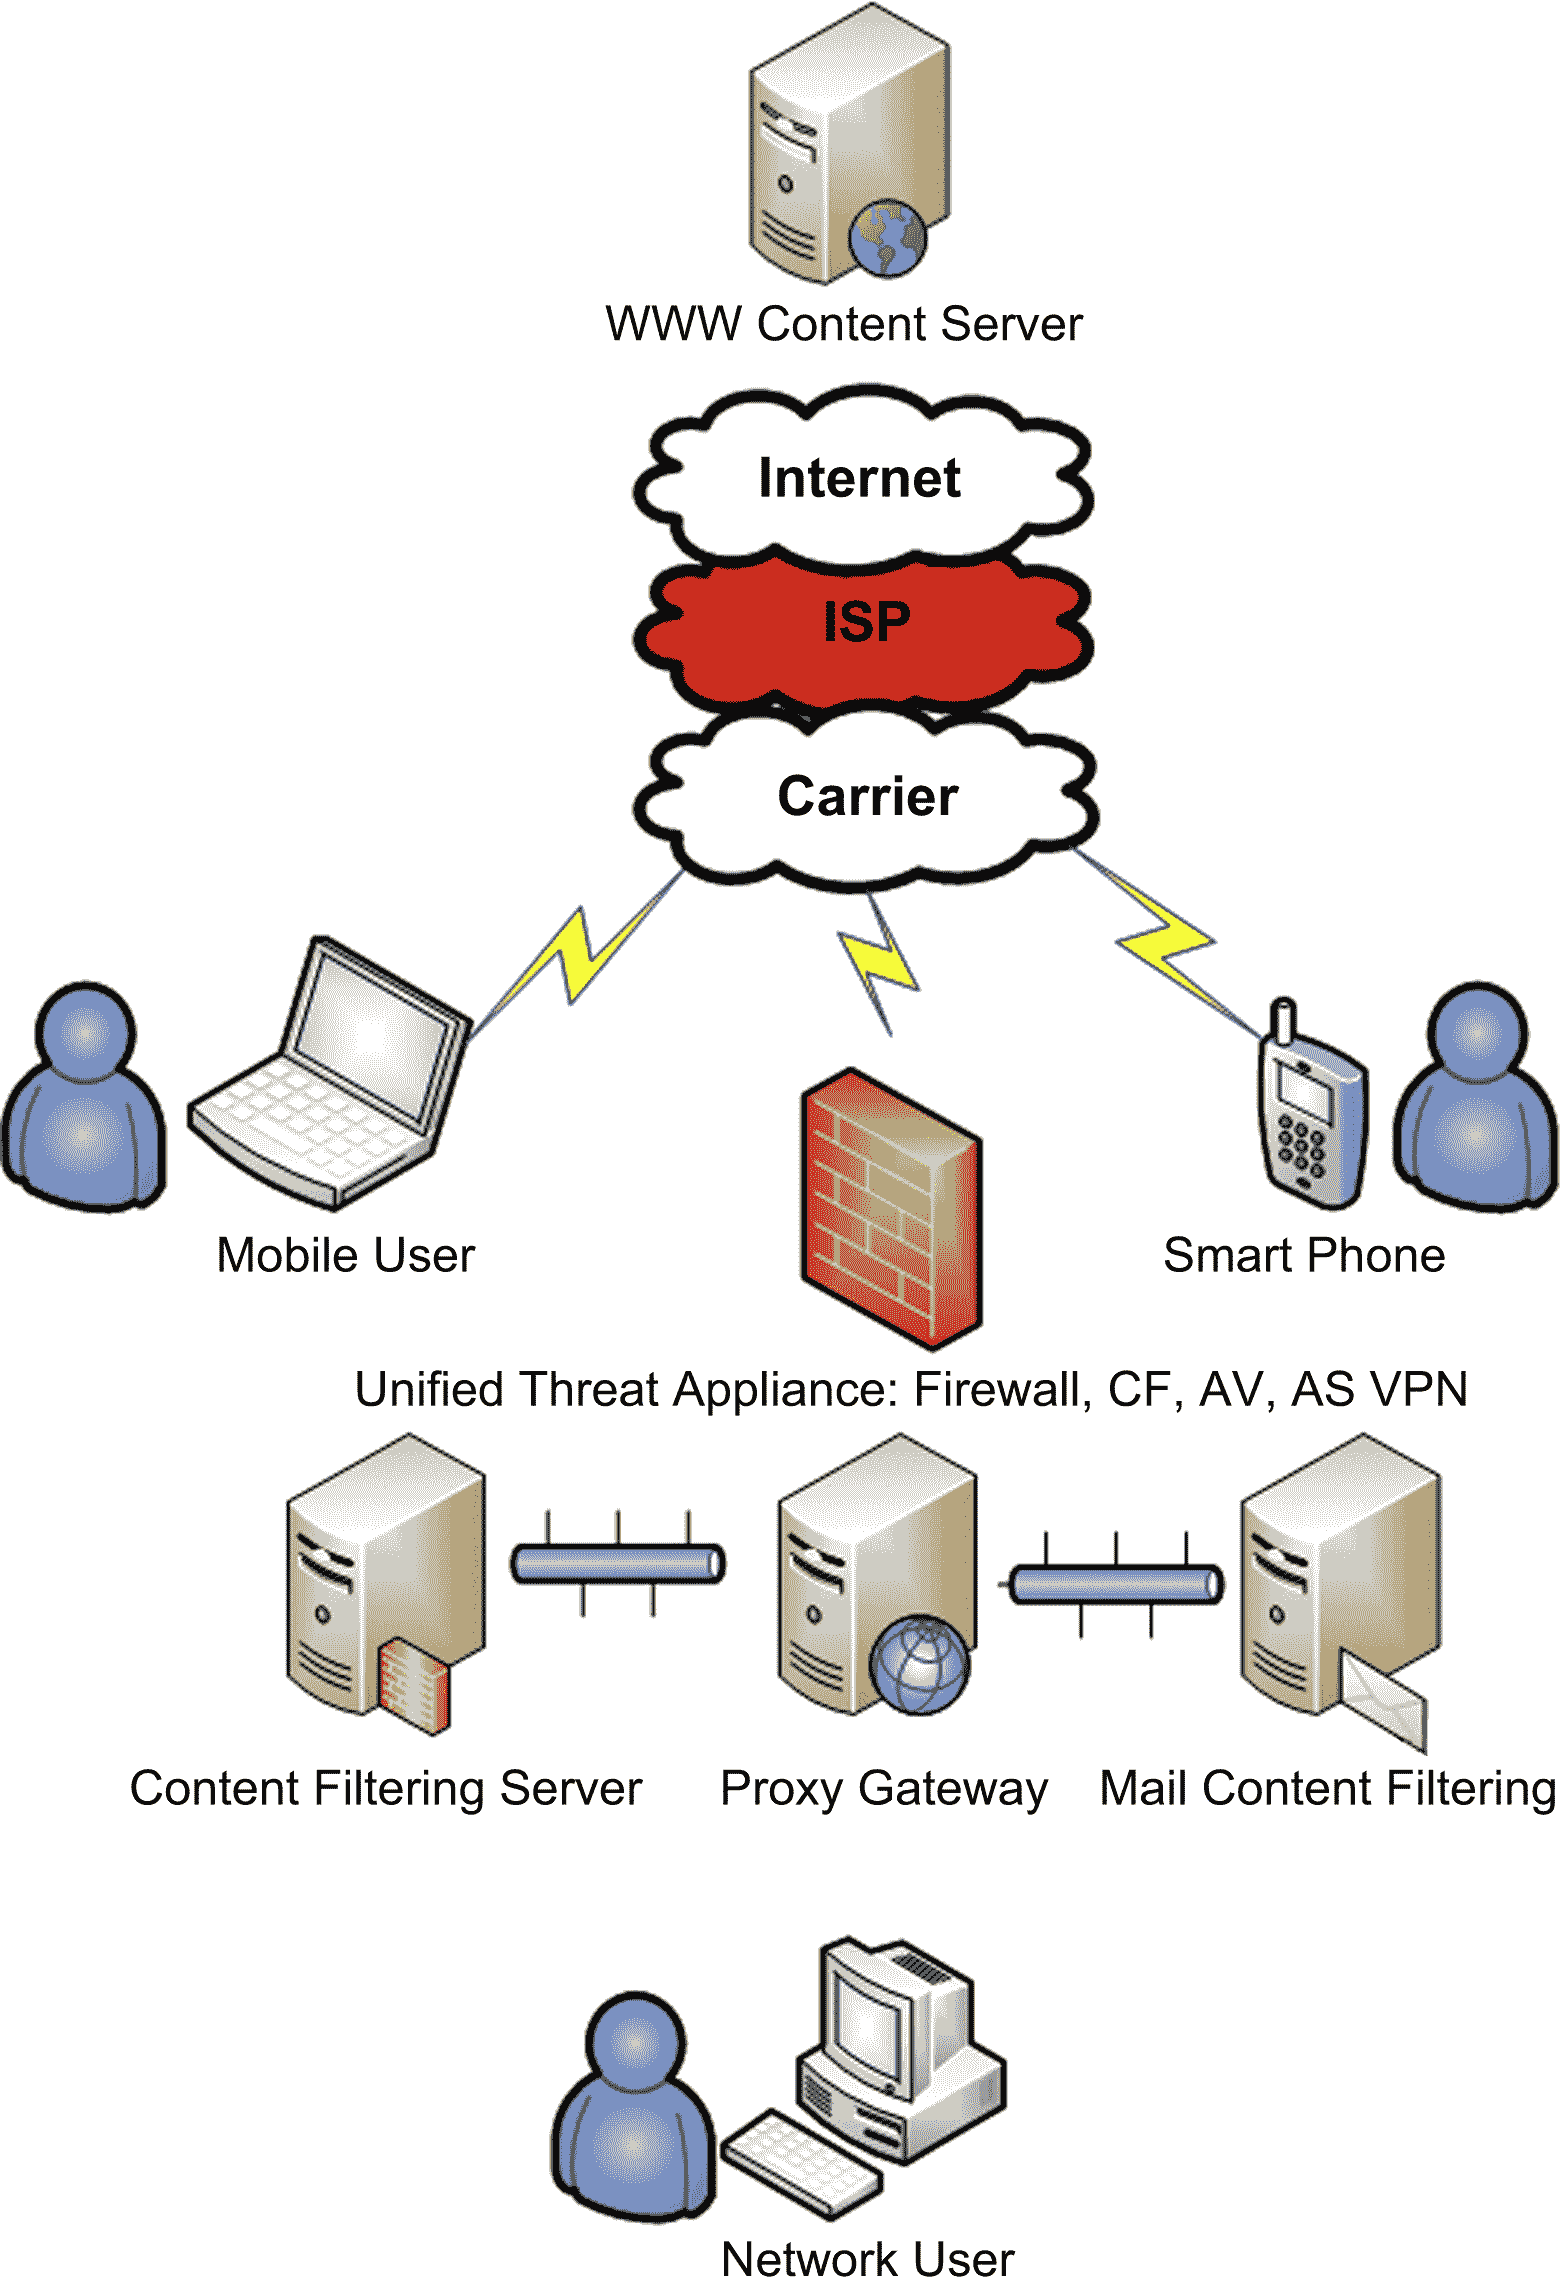 WWW Content Server
Internet
ISP
Carrier
Mobile User
Smart Phone
Unified Threat Appliance: Firewall, CF, AV, AS VPN
Content Filtering Server
Proxy Gateway
Mail Content Filtering
Network User